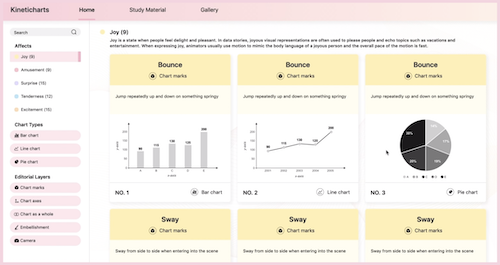 Kineticharts
Home
Study Material
Gallery
Search
Affects
Joy (9)
Amusement (9)
Surprise (15)
Tenderness (12)
Excitement (15)
Chart Types
Bar chart
Line chart
Pie chart
Editorial Layers
Chart marks
Chart axes
Chart as a whole
Embellishment
Camera
Joy (9)
Joy is a state when people feel delight and pleasant. In data stories, joyous visual representations are often used to please people and echo topics such as vacations and
entertainment. When expressing joy, animators usually use motion to mimic the body language of a joyous person and the overall pace of the motion is fast.
Bounce
Chart marks
Jump repeatedly up and down on something springy
NO. 1
Bar chart
Bounce
Chart marks
Jump repeatedly up and down on something springy
NO. 2
Line chart
Bounce
Chart marks
Jump repeatedly up and down on something springy
NO. 3
Pie chart
Sway
Chart marks
Sway from side to side when entering into the scene
Sway
Chart marks
Sway from side to side when entering into the scene
Sway
Chart marks
Sway from side to side when entering into the scene